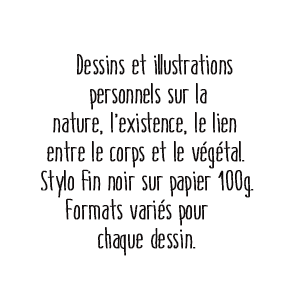 Dessins et illustrations
personnels sur la
nature, l'existence, le lien
entre le corps et le végétal.
Stylo fin noir sur papier 100g.
Formats variés pour
chaque dessin.